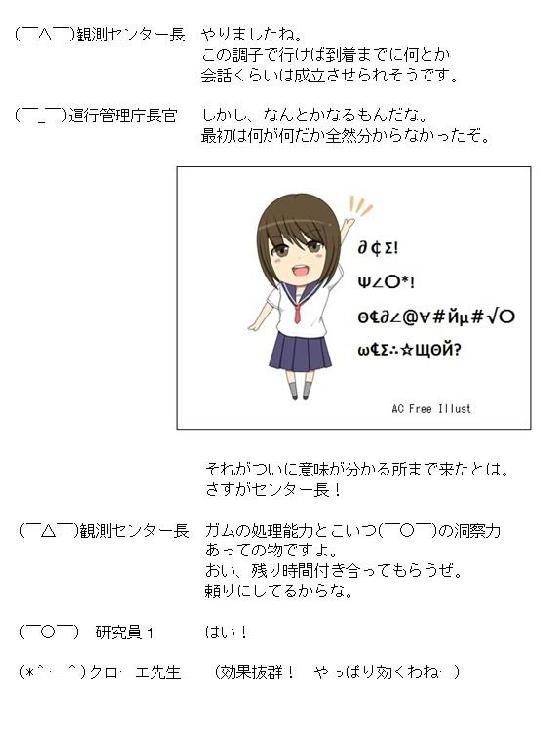 (￣∧￣)観測センター長　やりましたね。
この調子で行けば到着までに何とか
会話くらいは成立させられそうです。
(￣_￣)運行管理庁長官　しかし、なんとかなるもんだな。
最初は何が何だか全然分からなかったぞ。
∂￠Σ!
Ψ∠○*!
Θ℄∂∠@∀#Йμ#√○
ω℄Σ∴☆ЩΘЙ?
AC Free Illust
それがついに意味が分かる所まで来たとは。
さすがセンター長！
(￣△￣)観測センター長　ガムの処理能力とこいつ(￣○￣)の洞察力
あっての物ですよ。
おい、残り時間付き合ってもらうぜ。
頼りにしてるからな。
(￣○￣)　研究員１　はい！
(*＾-＾)クロエ先生　（効果抜群！　やっぱり効くわね）